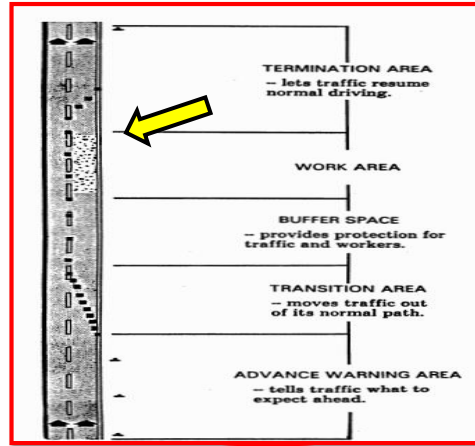 TERMINATION AREA
-- lets traffic resume
normal driving.
WORK AREA
BUFFER SPACE
-- provides protection for
traffic and workers.
TRANSITION AREA
-- moves traffic out
of its normal path.
ADVANCE WARNING AREA
-- tells traffic what to
expect ahead.